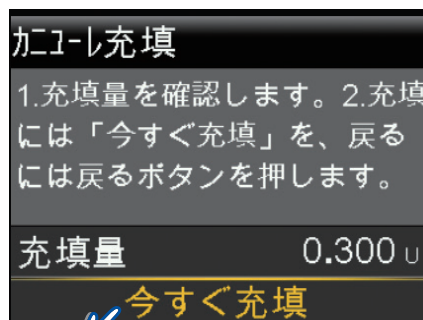 カニューレ充填
1.充填量を確認します。2.充填
には「今すぐ充填」を、戻る
には戻るボタンを押します。
充填量 0.300 U
今すぐ充填